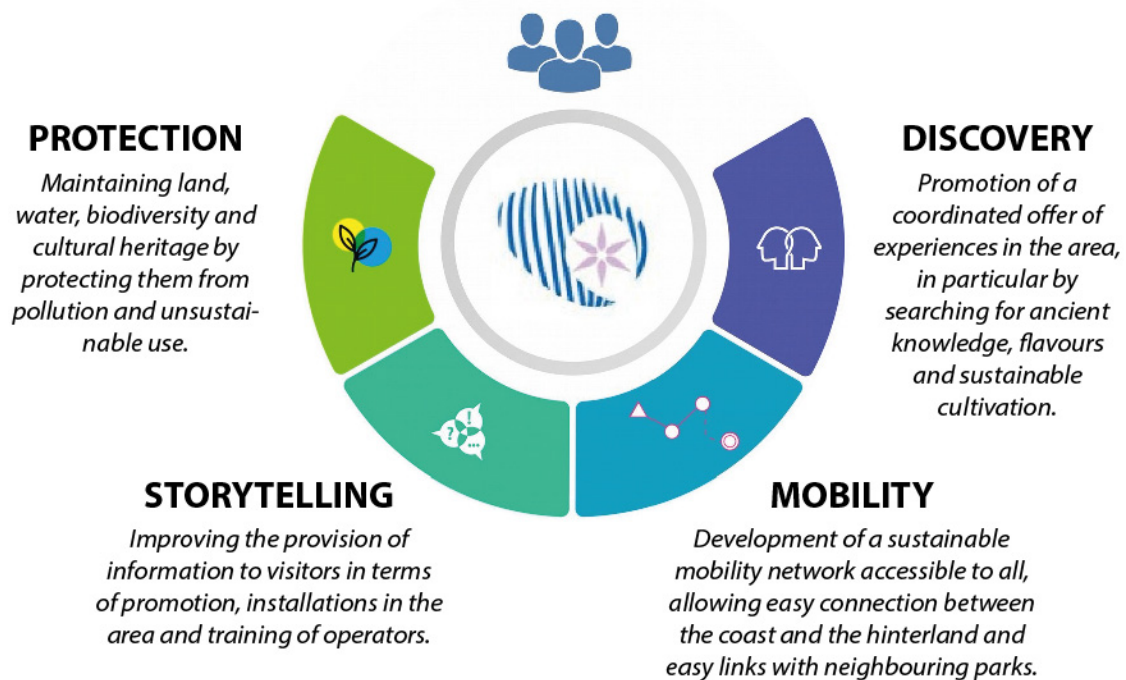 PROTECTION
Maintaining land,
water, biodiversity and
cultural heritage by
protecting them from
pollution and unsustai-
nable use.
DISCOVERY
Promotion of a
coordinated offer of
experiences in the area,
in particular by
searching for ancient
knowledge, flavours
and sustainable
cultivation.
?
!
...
STORYTELLING
Improving the provision of
information to visitors in terms
of promotion, installations in the
area and training of operators.
MOBILITY
Development of a sustainable
mobility network accessible to all,
allowing easy connection between
the coast and the hinterland and
easy links with neighbouring parks.